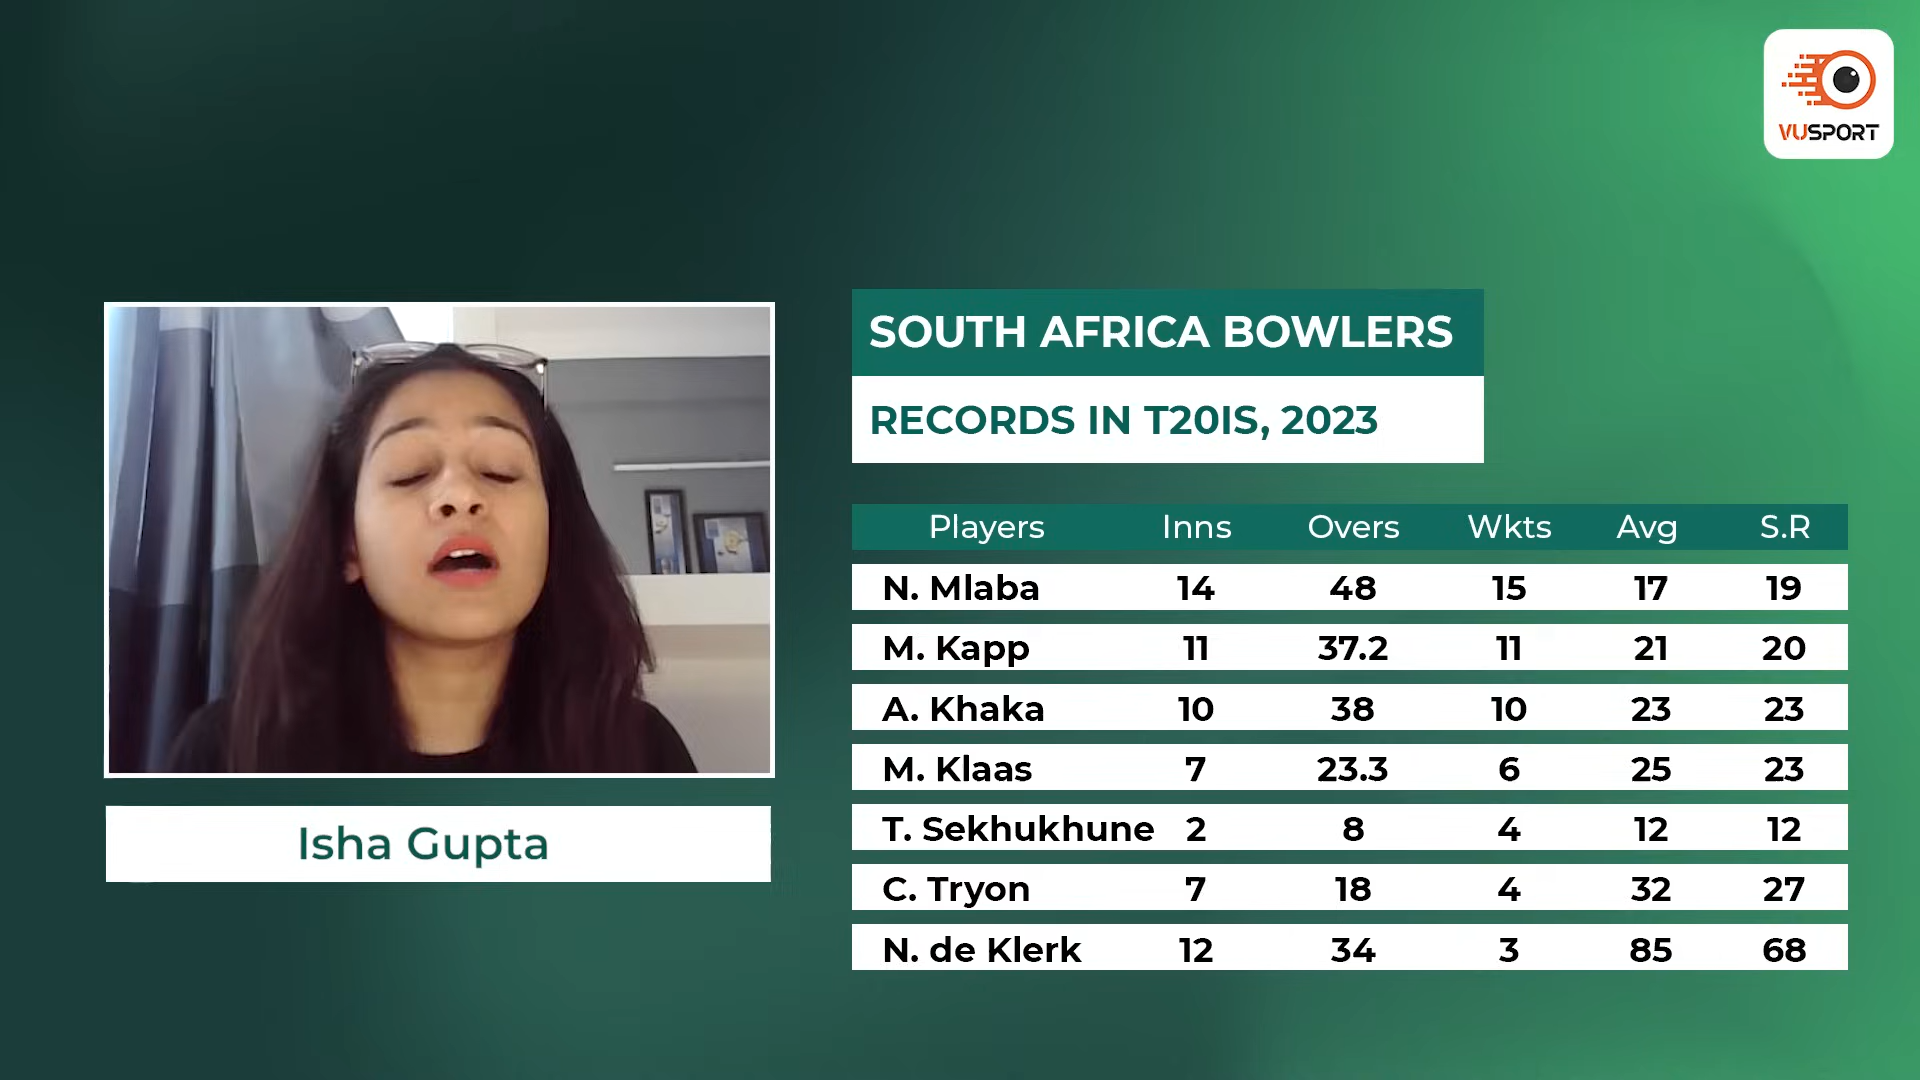 VUSPORT
SOUTH AFRICA BOWLERS
RECORDS IN T20IS, 2023
Players Inns Overs Wkts Avg S.R
N. Mlaba 14 48 15 17 19
M. Kapp 11 37.2 11 21 20
A. Khaka 10 38 10 23 23
M. Klaas 7 23.3 6 25 23
T. Sekhukhune 2 8 4 12 12
C. Tryon 7 18 4 32 27
N. de Klerk 12 34 3 85 68
Isha Gupta